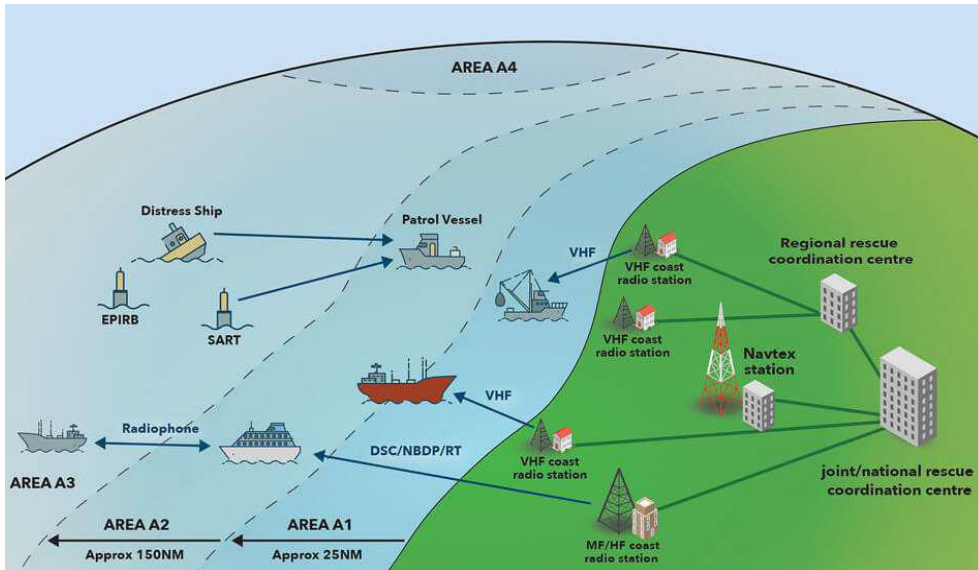 AREA A4
Distress Ship
Patrol Vessel
EPIRB
SART
VHF
VHF coast
radio station
Regional rescue
coordination centre
VHF coast
radio station
Navtex
station
VHF
Radiophone
DSC/NBDP/RT
VHF coast
radio station
joint/national rescue
coordination centre
AREA A3
AREA A2
Approx 150NM
AREA A1
Approx 25NM
MF/HF coast
radio station